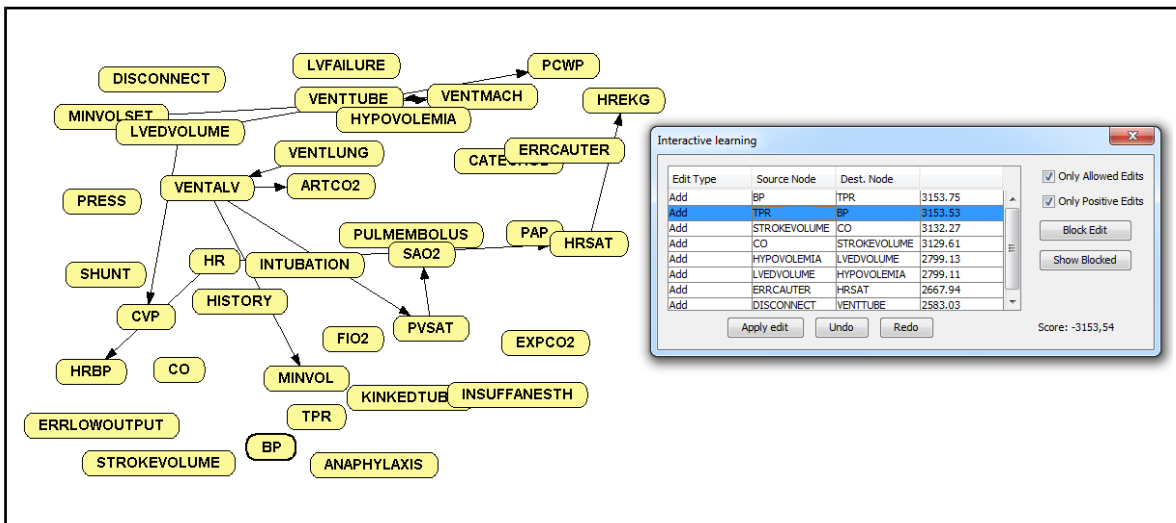 LVFAILURE
PCWP
DISCONNECT
VENTTUBE
VENTMACH
HREKG
MINVOLSET
HYPOVOLEMIA
LVEDVOLUME
ERRCAUTER
VENTLUNG
VENTALV
ARTCO2
PRESS
PULMEMBOLUS
PAP
HRSAT
SAO2
HR
INTUBATION
SHUNT
HISTORY
CVP
PVSAT
FIO2
EXPCO2
HRBP
CO
MINVOL
INSUFFANESTH
TPR
ERRLOWOUTPUT
BP
STROKEVOLUME
ANAPHYLAXIS
Interactive learning
Edit Type Source Node Dest. Node
Add BP TPR 3153.75
Add TPR BP 3153.53
Add STROKEVOLUME CO 3132.27
Add CO STROKEVOLUME 3129.61
Add HYPOVOLEMIA LVEDVOLUME 2799.13
Add LVEDVOLUME HYPOVOLEMIA 2799.11
Add ERRCAUTER HRSAT 2667.94
Add DISCONNECT VENTTUBE 2583.03
Only Allowed Edits
Only Positive Edits
Block Edit
Show Blocked
Apply edit Undo Redo
Score: -3153,54